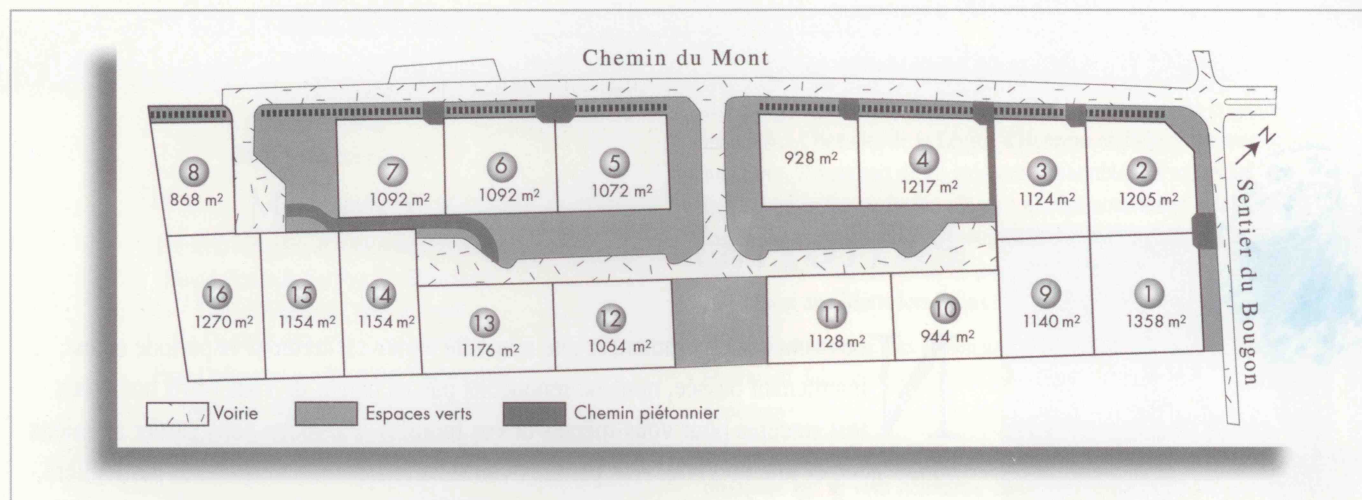 Chemin du Mont
N
8
868 m²
7
1092 m²
6
1092 m²
5
1072 m²
928 m²
4
1217 m²
3
1124 m²
2
1205 m²
Sentier du Bougon
16
1270 m²
15
1154 m²
14
1154 m²
13
1176 m²
12
1064 m²
11
1128 m²
10
944 m²
9
1140 m²
1
1358 m²
Voirie
Espaces verts
Chemin piétonnier